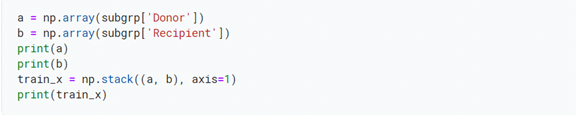 a = np.array(subgrp['Donor'])
b = np.array(subgrp['Recipient'])
print(a)
print(b)
train_x = np.stack((a, b), axis=1)
print(train_x)